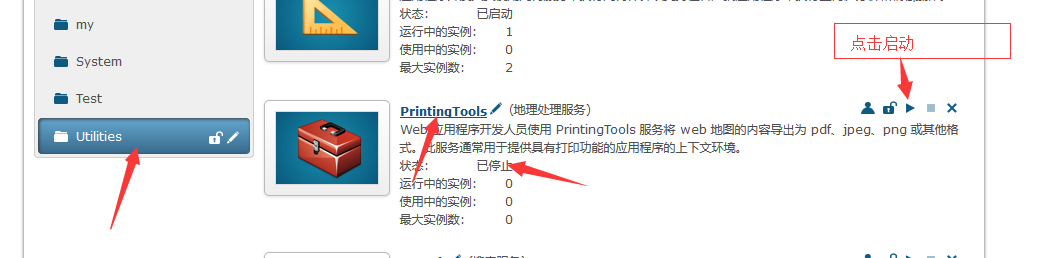 my
System
Test
Utilities
状态： 已启动
运行中的实例： 1
使用中的实例： 0
最大实例数： 2
点击启动
PrintingTools （地理处理服务）
Web 应用程序开发人员使用 PrintingTools 服务将 web 地图的内容导出为 pdf、jpeg、png 或其他格
式。此服务通常用于提供具有打印功能的应用程序的上下文环境。
状态： 已停止
运行中的实例： 0
使用中的实例： 0
最大实例数： 0